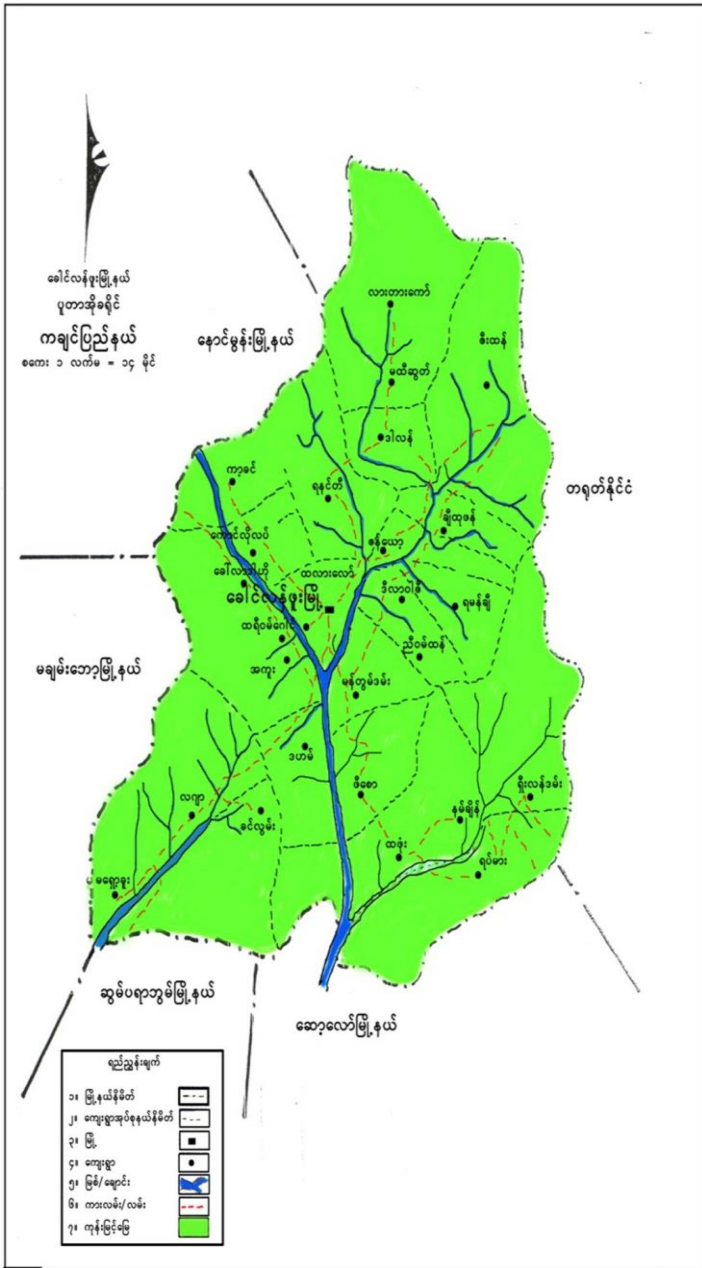 ခေါင်လန်ဖူးမြို့နယ်
ပူတာအိုခရိုင်
ကချင်ပြည်နယ်
စကေး ၁ လက်မ = ၁၄ မိုင်
နောင်မွန်းမြို့နယ်
လားတားကော်
ဇီးထန်
မထီဆွတ်
ဒါလန်
ကာ့ခင်
ရနင်တီ
တရုတ်နိုင်ငံ
ချီထုဖန်
ကောင်လိုလပ်
ဇန်ယော့
ခေါ်လာဒါဟို
ထလားလော်
ခေါင်လန်ဖူးမြို့
ဒီလာဝါဇီ
ရမန်ချီ
ထရီဝမ်ဂေါင်
ညီဝမ်ထန်
အကူး
မချမ်းဘော့မြို့နယ်
မန်တွမ်ဒမ်း
ဒဟမ်
ဖီစော
လဂျာ
ခင်လွမ်း
နမ်ချိန်
ရှီးလန်ဒမ်း
ထဖုံး
ရပ်မား
မရှော့ခူး
ဆွမ်ပရာဘွမ်မြို့နယ်
ဆော့လော်မြို့နယ်
ရည်ညွှန်းချက်
၁။ မြို့နယ်နိမိတ်
၂။ ကျေးရွာအုပ်စုနယ်နိမိတ်
၃။ မြို့
၄။ ကျေးရွာ
၅။ မြစ်/ချောင်း
၆။ ကားလမ်း/လမ်း
၇။ ကုန်းမြင့်မြေ